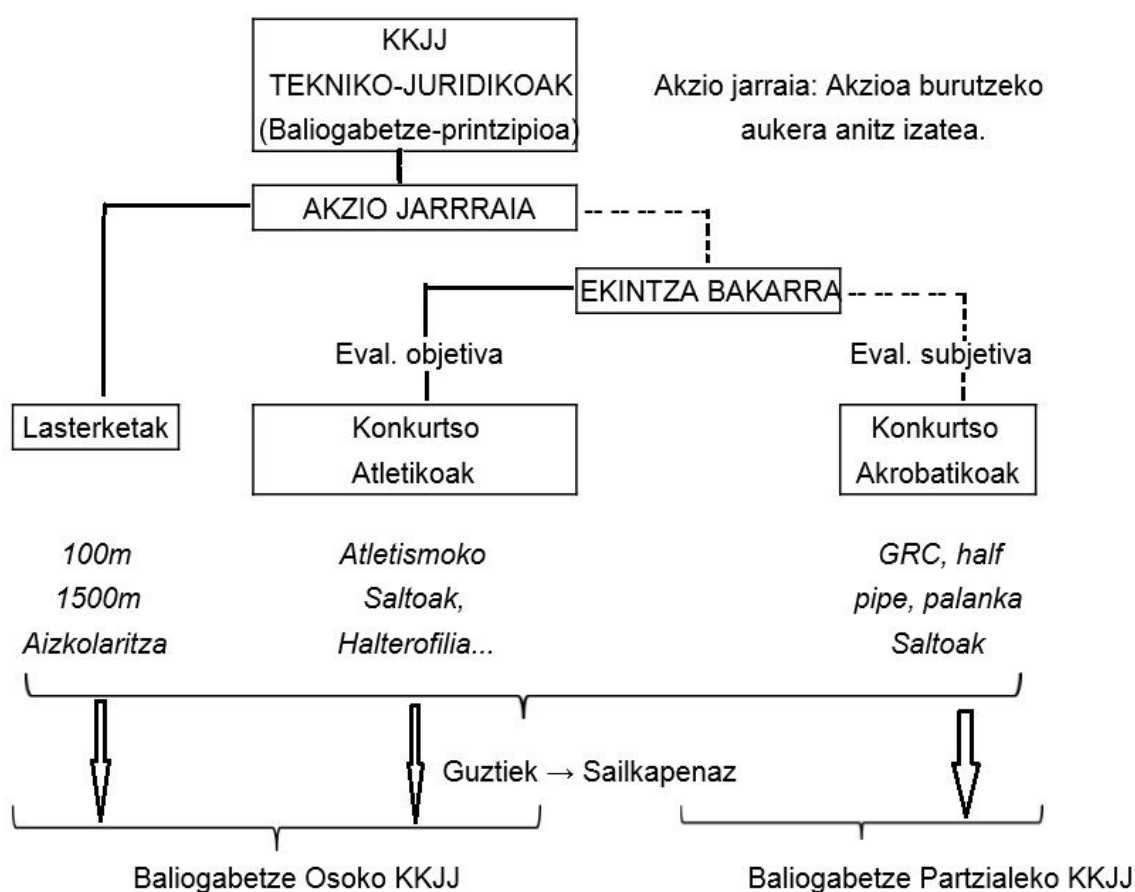 KKJJ
TEKNIKO-JURIDIKOAK
(Baliogabetze-printzipioa)
Akzio jarraia: Akzioa burutzeko
aukera anitz izatea.
AKZIO JARRRAIA
EKINTZA BAKARRA
Eval. objetiva
Eval. subjetiva
Lasterketak
Konkurtso
Atletikoak
Konkurtso
Akrobatikoak
100m
1500m
Aizkolaritza
Atletismoko
Saltoak,
Halterofilia...
GRC, half
pipe, palanka
Saltoak
Guztiek → Sailkapenaz
Baliogabetze Osoko KKJJ
Baliogabetze Partzialeko KKJJ